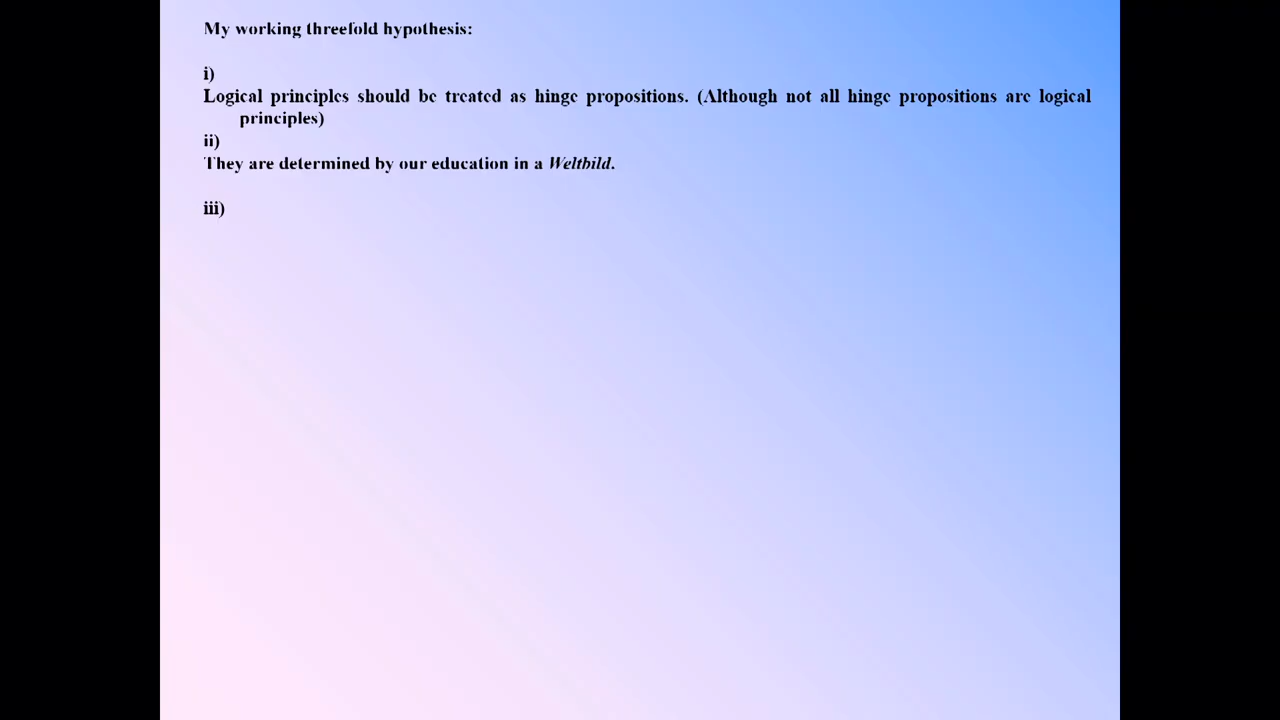 My working threefold hypothesis:
i)
Logical principles should be treated as hinge propositions. (Although not all hinge propositions are logical
principles)
ii)
They are determined by our education in a Weltbild.
iii)